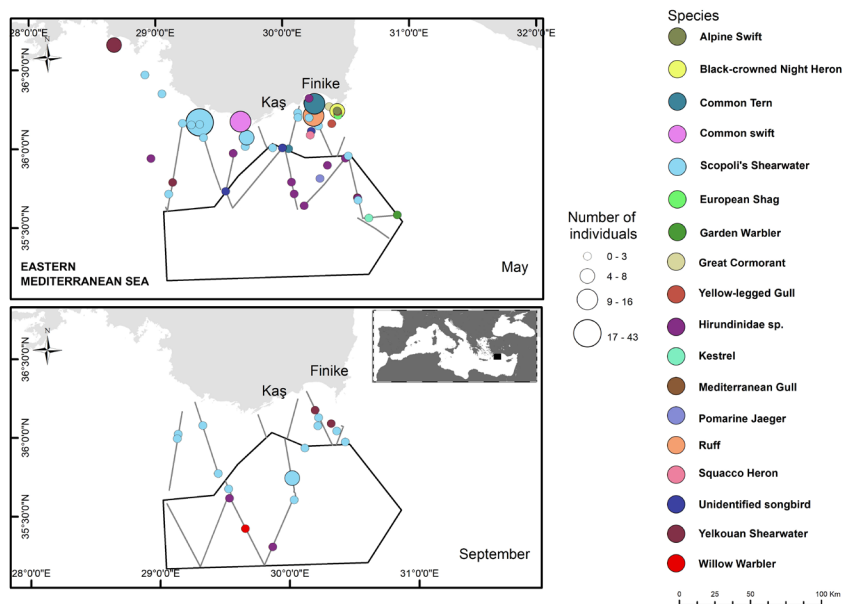 28°0'0"E
29°0'0"E
30°0'0"E
31°0'0"E
32°0'0"E
36°30'0"N
36°0'0"N
35°30'0"N
N
Finike
Kaş
EASTERN
MEDITERRANEAN SEA
May
36°30'0"N
36°0'0"N
35°30'0"N
N
Finike
Kaş
September
28°0'0"E
29°0'0"E
30°0'0"E
31°0'0"E
Number of
individuals
0 - 3
4 - 8
9 - 16
17 - 43
Species
Alpine Swift
Black-crowned Night Heron
Common Tern
Common swift
Scopoli's Shearwater
European Shag
Garden Warbler
Great Cormorant
Yellow-legged Gull
Hirundinidae sp.
Kestrel
Mediterranean Gull
Pomarine Jaeger
Ruff
Squacco Heron
Unidentified songbird
Yelkouan Shearwater
Willow Warbler
0 25 50 100 Km